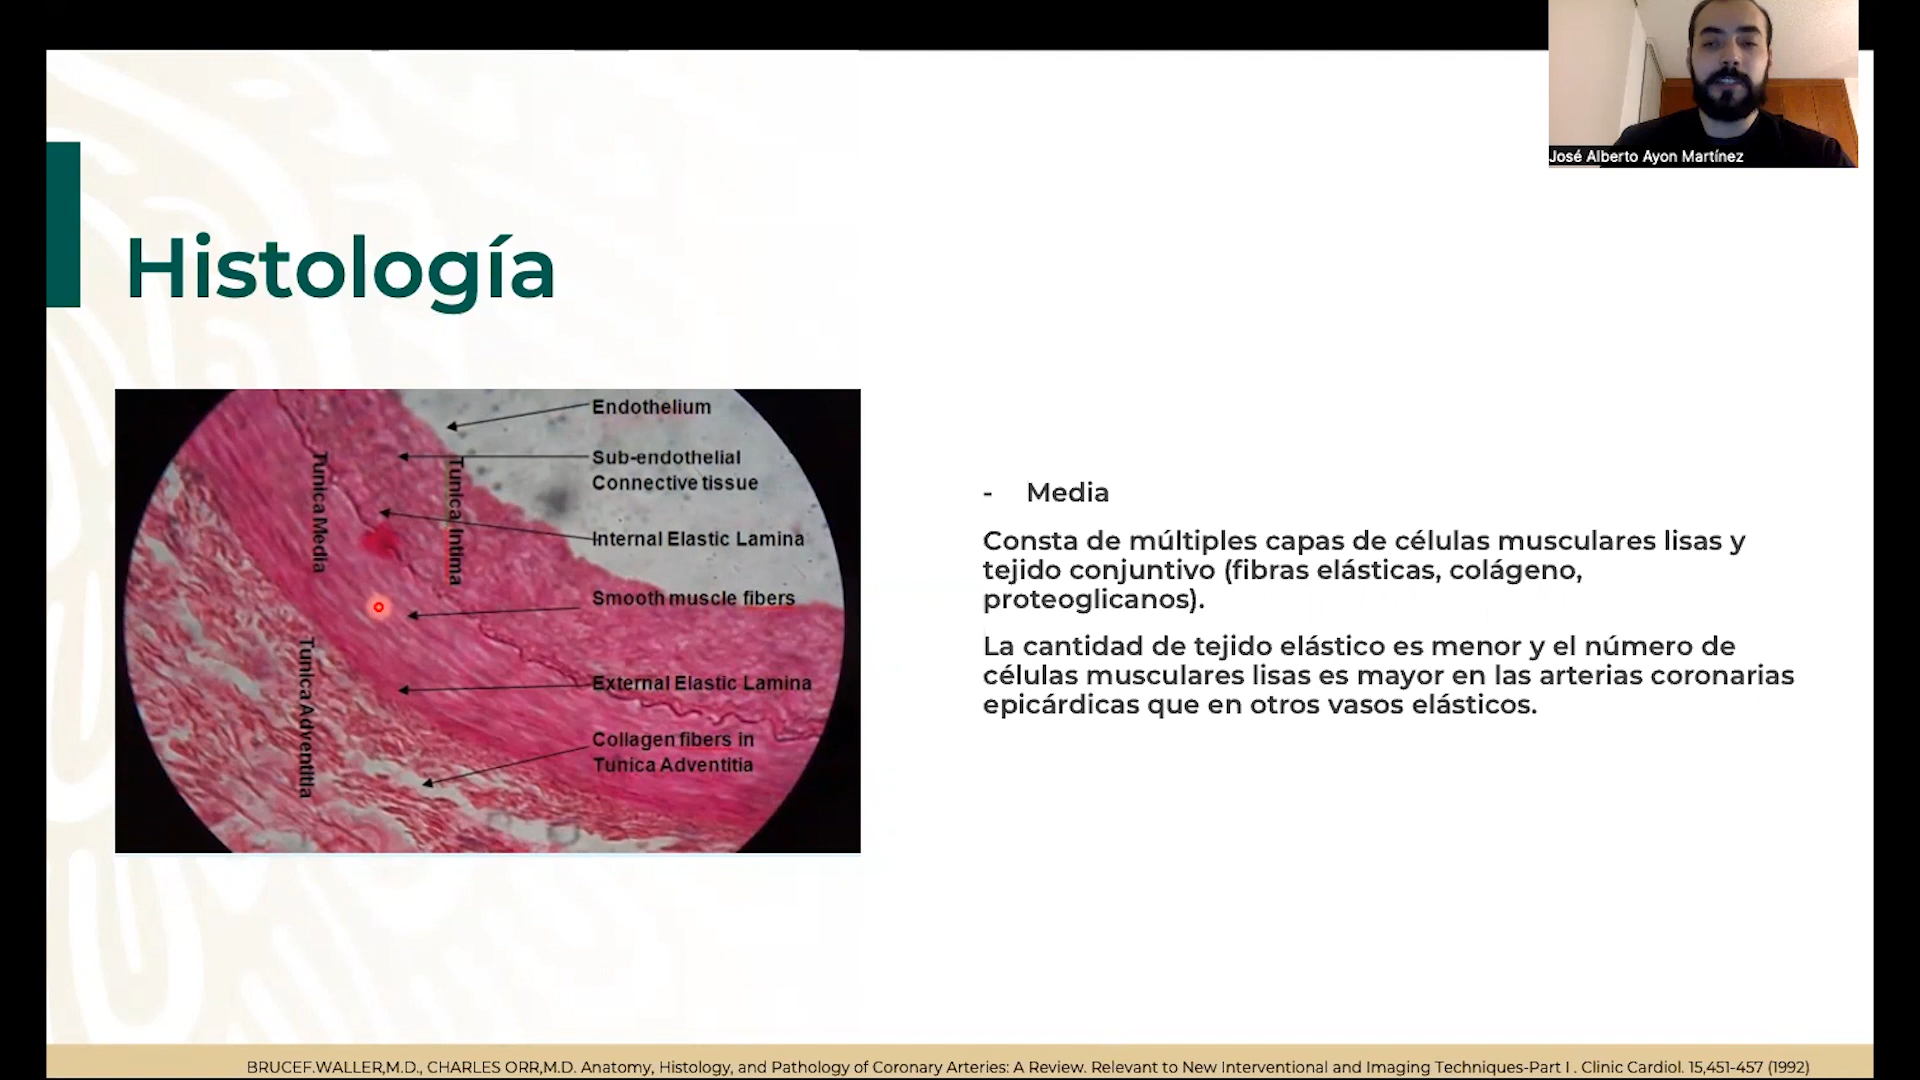 José Alberto Ayon Martínez
Histología
Endothelium
Sub-endothelial
Connective tissue
Internal Elastic Lamina
Smooth muscle fibers
External Elastic Lamina
Collagen fibers in
Tunica Adventitia
Tunica Media
Tunica Intima
Tunica Adventitia
- Media
Consta de múltiples capas de células musculares lisas y
tejido conjuntivo (fibras elásticas, colágeno,
proteoglicanos).
La cantidad de tejido elástico es menor y el número de
células musculares lisas es mayor en las arterias coronarias
epicárdicas que en otros vasos elásticos.
BRUCEF.WALLER,M.D., CHARLES ORR,M.D. Anatomy, Histology, and Pathology of Coronary Arteries: A Review. Relevant to New Interventional and Imaging Techniques-Part I . Clinic Cardiol. 15,451-457 (1992)